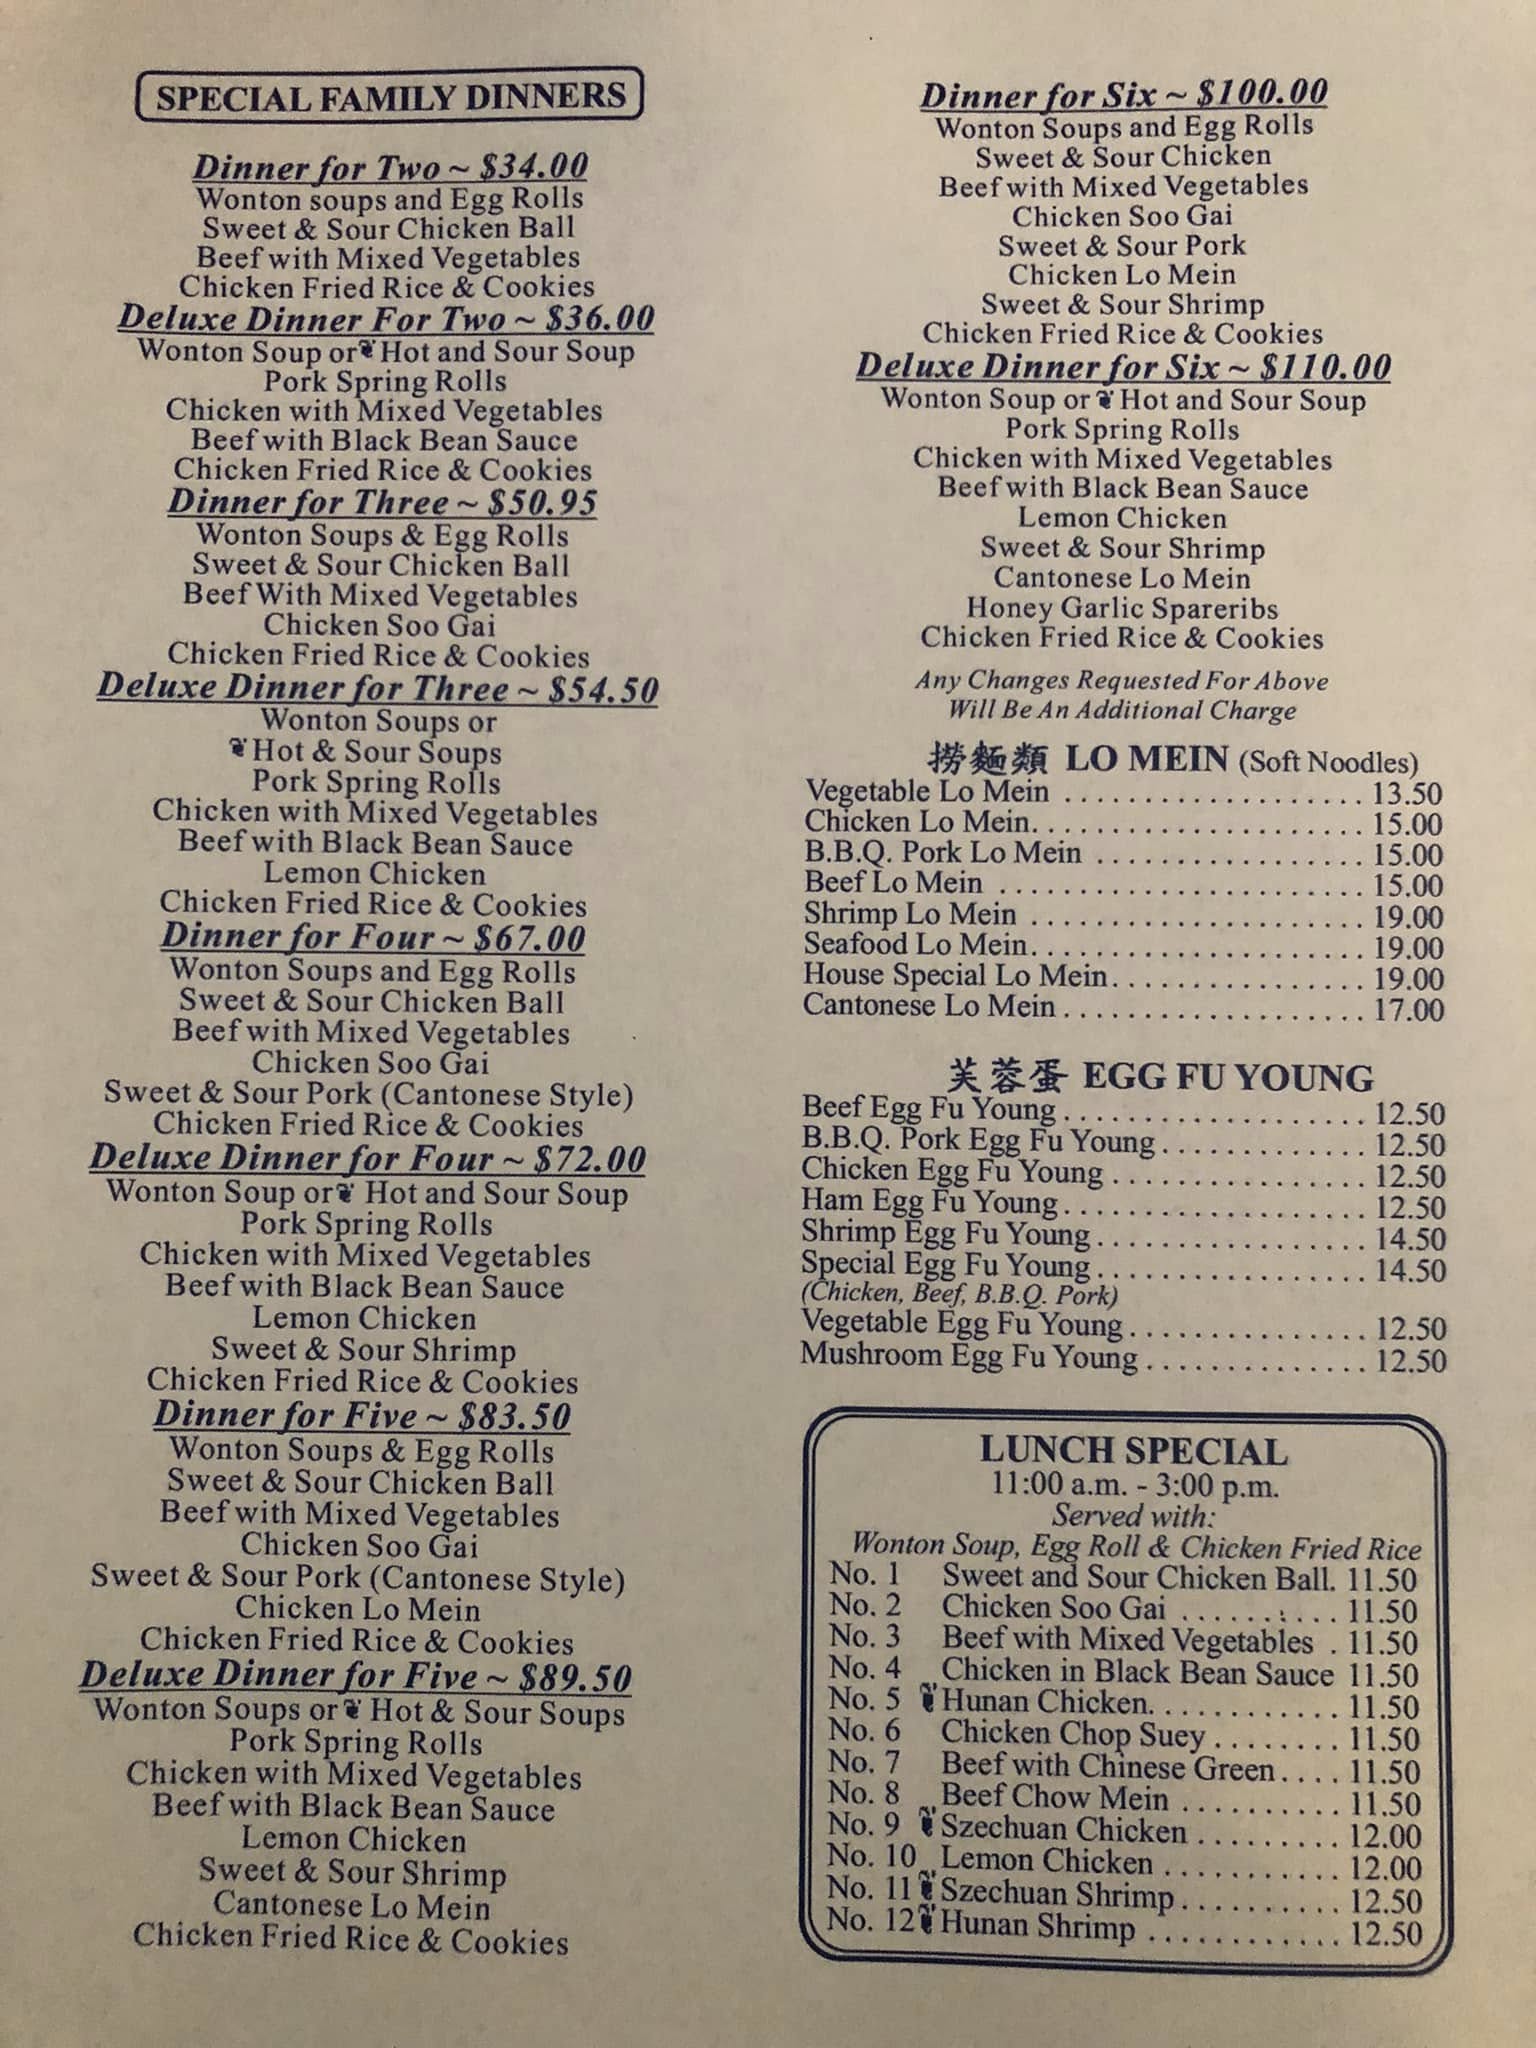 SPECIAL FAMILY DINNERS
Dinner for Two ~ $34.00
Wonton soups and Egg Rolls
Sweet & Sour Chicken Ball
Beef with Mixed Vegetables
Chicken Fried Rice & Cookies
Deluxe Dinner For Two ~ $36.00
Wonton Soup or Hot and Sour Soup
Pork Spring Rolls
Chicken with Mixed Vegetables
Beef with Black Bean Sauce
Chicken Fried Rice & Cookies
Dinner for Three ~ $50.95
Wonton Soups & Egg Rolls
Sweet & Sour Chicken Ball
Beef With Mixed Vegetables
Chicken Soo Gai
Chicken Fried Rice & Cookies
Deluxe Dinner for Three ~ $54.50
Wonton Soups or
Hot & Sour Soups
Pork Spring Rolls
Chicken with Mixed Vegetables
Beef with Black Bean Sauce
Lemon Chicken
Chicken Fried Rice & Cookies
Dinner for Four ~ $67.00
Wonton Soups and Egg Rolls
Sweet & Sour Chicken Ball
Beef with Mixed Vegetables
Chicken Soo Gai
Sweet & Sour Pork (Cantonese Style)
Chicken Fried Rice & Cookies
Deluxe Dinner for Four ~ $72.00
Wonton Soup or Hot and Sour Soup
Pork Spring Rolls
Chicken with Mixed Vegetables
Beef with Black Bean Sauce
Lemon Chicken
Sweet & Sour Shrimp
Chicken Fried Rice & Cookies
Dinner for Five ~ $83.50
Wonton Soups & Egg Rolls
Sweet & Sour Chicken Ball
Beef with Mixed Vegetables
Chicken Soo Gai
Sweet & Sour Pork (Cantonese Style)
Chicken Lo Mein
Chicken Fried Rice & Cookies
Deluxe Dinner for Five ~ $89.50
Wonton Soups or Hot & Sour Soups
Pork Spring Rolls
Chicken with Mixed Vegetables
Beef with Black Bean Sauce
Lemon Chicken
Sweet & Sour Shrimp
Cantonese Lo Mein
Chicken Fried Rice & Cookies
Dinner for Six ~ $100.00
Wonton Soups and Egg Rolls
Sweet & Sour Chicken
Beef with Mixed Vegetables
Chicken Soo Gai
Sweet & Sour Pork
Chicken Lo Mein
Sweet & Sour Shrimp
Chicken Fried Rice & Cookies
Deluxe Dinner for Six ~ $110.00
Wonton Soup or Hot and Sour Soup
Pork Spring Rolls
Chicken with Mixed Vegetables
Beef with Black Bean Sauce
Lemon Chicken
Sweet & Sour Shrimp
Cantonese Lo Mein
Honey Garlic Spareribs
Chicken Fried Rice & Cookies
Any Changes Requested For Above
Will Be An Additional Charge
撈麵類 LO MEIN (Soft Noodles)
Vegetable Lo Mein . . . . . . . . . . . . . . . . . . . 13.50
Chicken Lo Mein. . . . . . . . . . . . . . . . . . . . . 15.00
B.B.Q. Pork Lo Mein . . . . . . . . . . . . . . . . . 15.00
Beef Lo Mein . . . . . . . . . . . . . . . . . . . . . . . 15.00
Shrimp Lo Mein . . . . . . . . . . . . . . . . . . . . . 19.00
Seafood Lo Mein. . . . . . . . . . . . . . . . . . . . . 19.00
House Special Lo Mein. . . . . . . . . . . . . . . . 19.00
Cantonese Lo Mein . . . . . . . . . . . . . . . . . . . 17.00
芙蓉蛋 EGG FU YOUNG
Beef Egg Fu Young . . . . . . . . . . . . . . . . . . . 12.50
B.B.Q. Pork Egg Fu Young . . . . . . . . . . . . . 12.50
Chicken Egg Fu Young . . . . . . . . . . . . . . . . 12.50
Ham Egg Fu Young . . . . . . . . . . . . . . . . . . . 12.50
Shrimp Egg Fu Young . . . . . . . . . . . . . . . . . 14.50
Special Egg Fu Young . . . . . . . . . . . . . . . . . 14.50
(Chicken, Beef, B.B.Q. Pork)
Vegetable Egg Fu Young . . . . . . . . . . . . . . . 12.50
Mushroom Egg Fu Young . . . . . . . . . . . . . . 12.50
LUNCH SPECIAL
11:00 a.m. - 3:00 p.m.
Served with:
Wonton Soup, Egg Roll & Chicken Fried Rice
No. 1 Sweet and Sour Chicken Ball. 11.50
No. 2 Chicken Soo Gai . . . . . . . . . . 11.50
No. 3 Beef with Mixed Vegetables . 11.50
No. 4 Chicken in Black Bean Sauce 11.50
No. 5 Hunan Chicken. . . . . . . . . . . . 11.50
No. 6 Chicken Chop Suey . . . . . . . . 11.50
No. 7 Beef with Chinese Green . . . . 11.50
No. 8 Beef Chow Mein . . . . . . . . . . 11.50
No. 9 Szechuan Chicken . . . . . . . . . 12.00
No. 10 Lemon Chicken . . . . . . . . . . . 12.00
No. 11 Szechuan Shrimp . . . . . . . . . . 12.50
No. 12 Hunan Shrimp . . . . . . . . . . . . 12.50